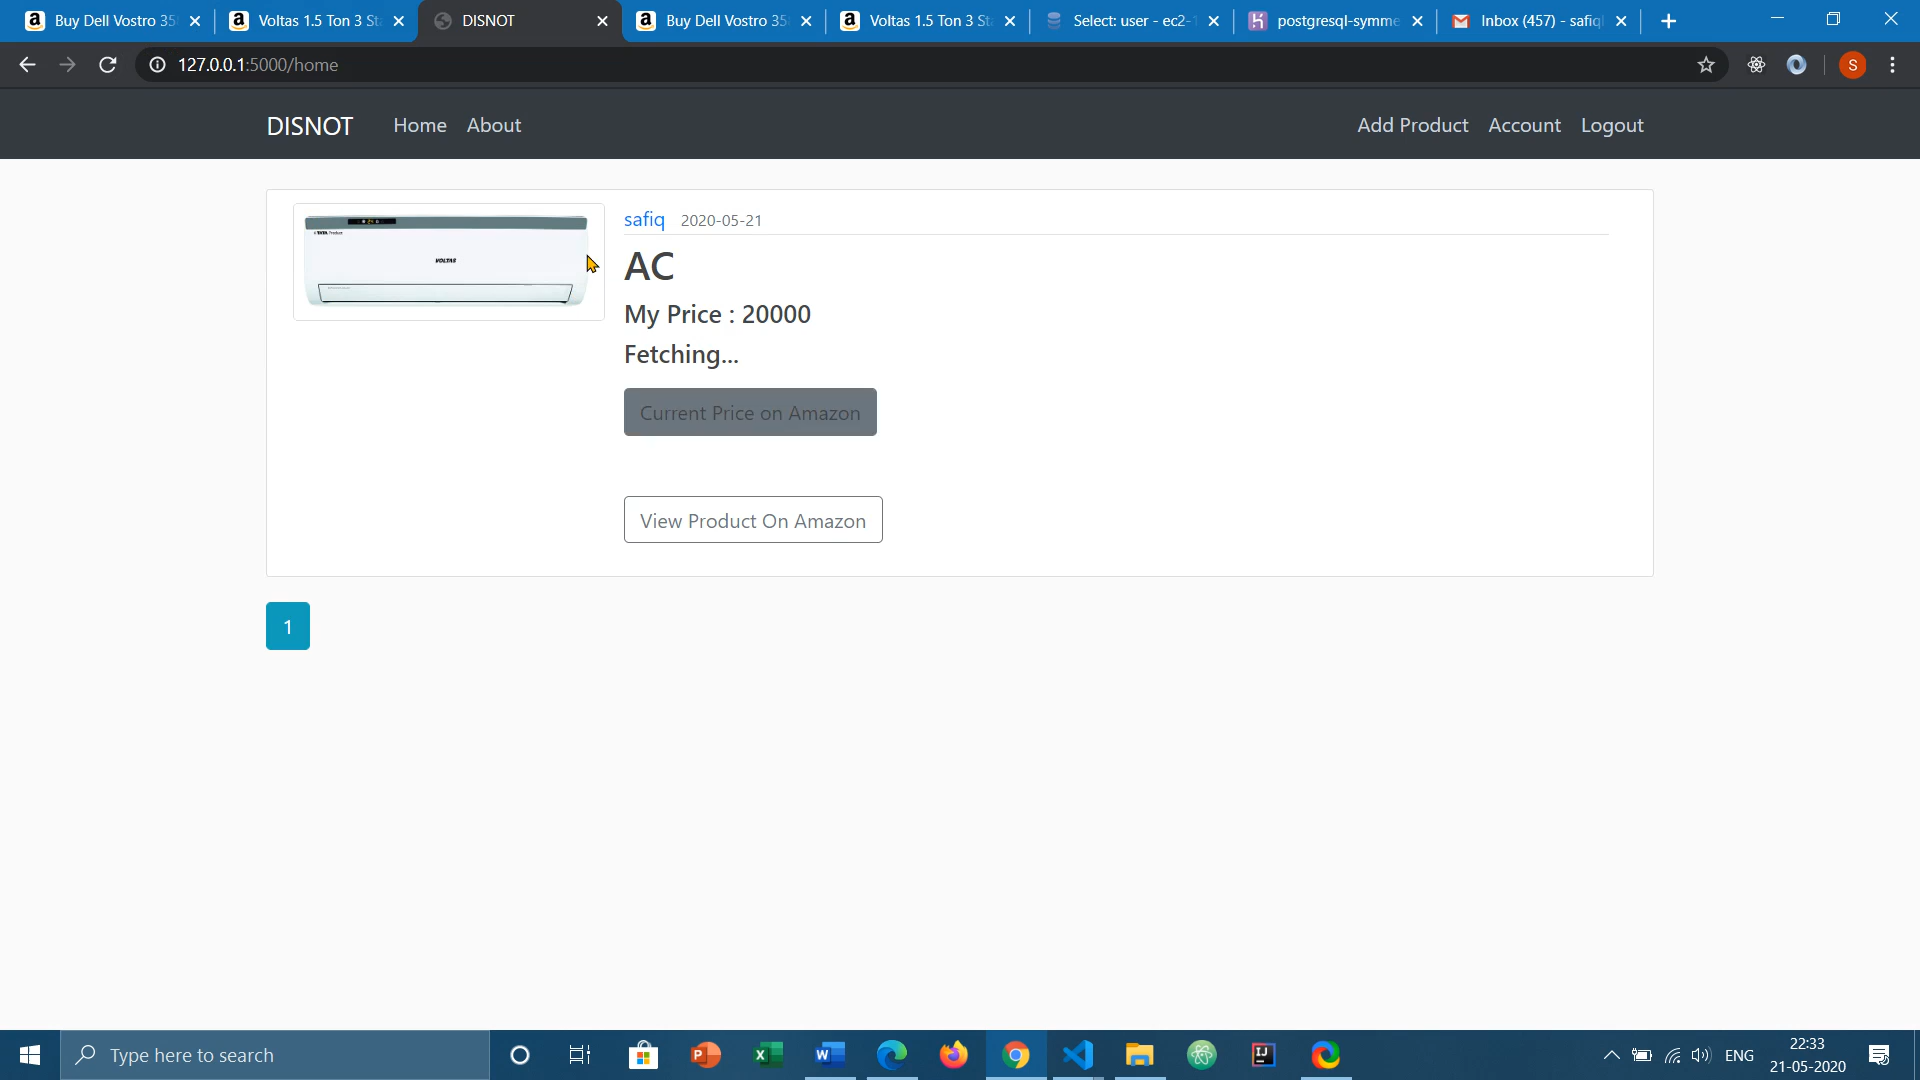 Buy Dell Vostro 35
Voltas 1.5 Ton 3 St
DISNOT
Buy Dell Vostro 35
Voltas 1.5 Ton 3 St
Select: user - ec2-
postgresql-symme
Inbox (457) - safiq
127.0.0.1:5000/home
S
DISNOT
Home
About
Add Product
Account
Logout
VOLTAS
safiq 2020-05-21
AC
My Price : 20000
Fetching...
Current Price on Amazon
View Product On Amazon
1
Type here to search
ENG
22:33
21-05-2020